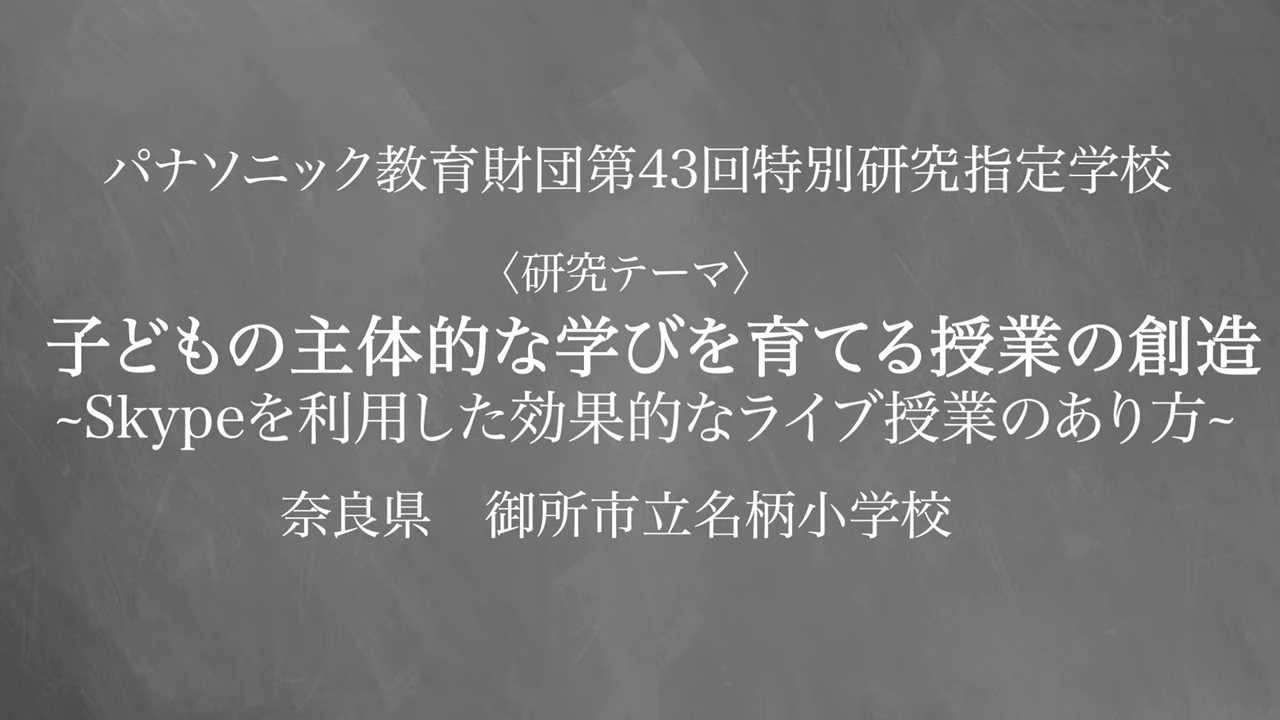 パナソニック教育財団第43回特別研究指定学校
〈研究テーマ〉
子どもの主体的な学びを育てる授業の創造
~Skypeを利用した効果的なライブ授業のあり方~
奈良県　御所市立名柄小学校